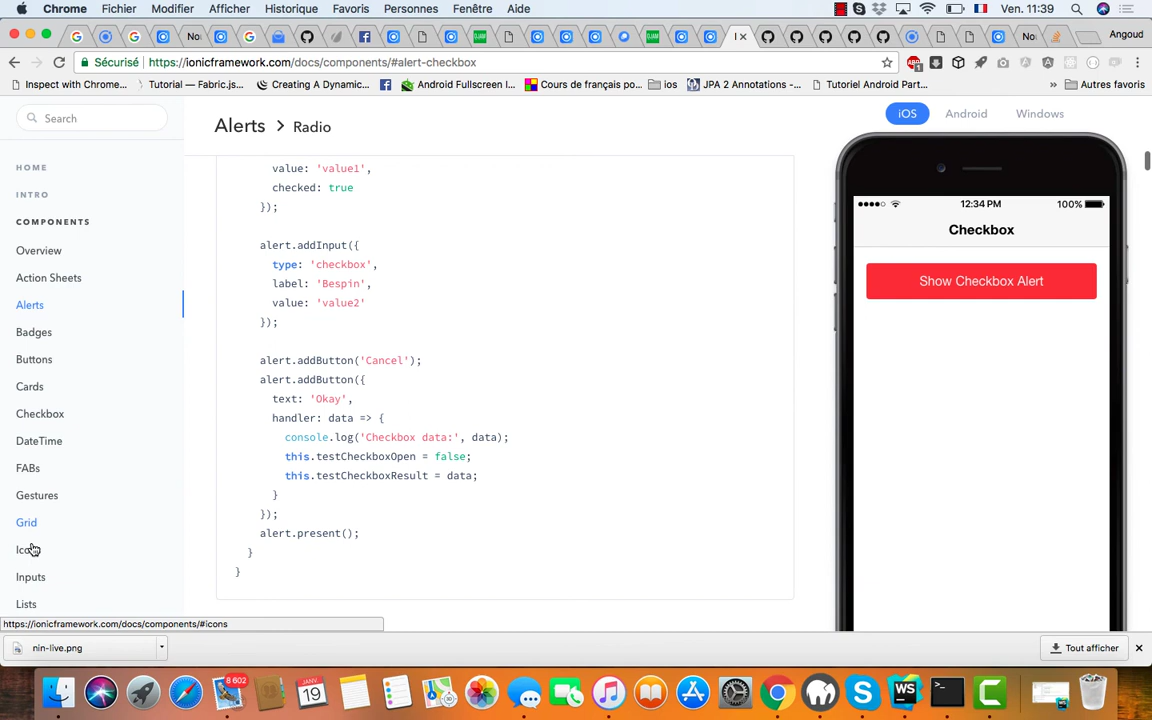 Chrome Fichier Modifier Afficher Historique Favoris Personnes Fenêtre Aide Ven. 11:39
No No I × Angoud
Sécurisé https://ionicframework.com/docs/components/#alert-checkbox
Inspect with Chrome... Tutorial — Fabric.js... Creating A Dynamic... Android Fullscreen I... Cours de français po... ios JPA 2 Annotations -... Tutoriel Android Part... » Autres favoris
Search
HOME
INTRO
COMPONENTS
Overview
Action Sheets
Alerts
Badges
Buttons
Cards
Checkbox
DateTime
FABs
Gestures
Grid
Inputs
Lists
Alerts > Radio
value: 'value1',
checked: true
});
alert.addInput({
type: 'checkbox',
label: 'Bespin',
value: 'value2'
});
alert.addButton('Cancel');
alert.addButton({
text: 'Okay',
handler: data => {
console.log('Checkbox data:', data);
this.testCheckboxOpen = false;
this.testCheckboxResult = data;
}
});
alert.present();
}
}
iOS Android Windows
12:34 PM 100%
Checkbox
Show Checkbox Alert
https://ionicframework.com/docs/components/#icons
nin-live.png Tout afficher
8 602
19
WS